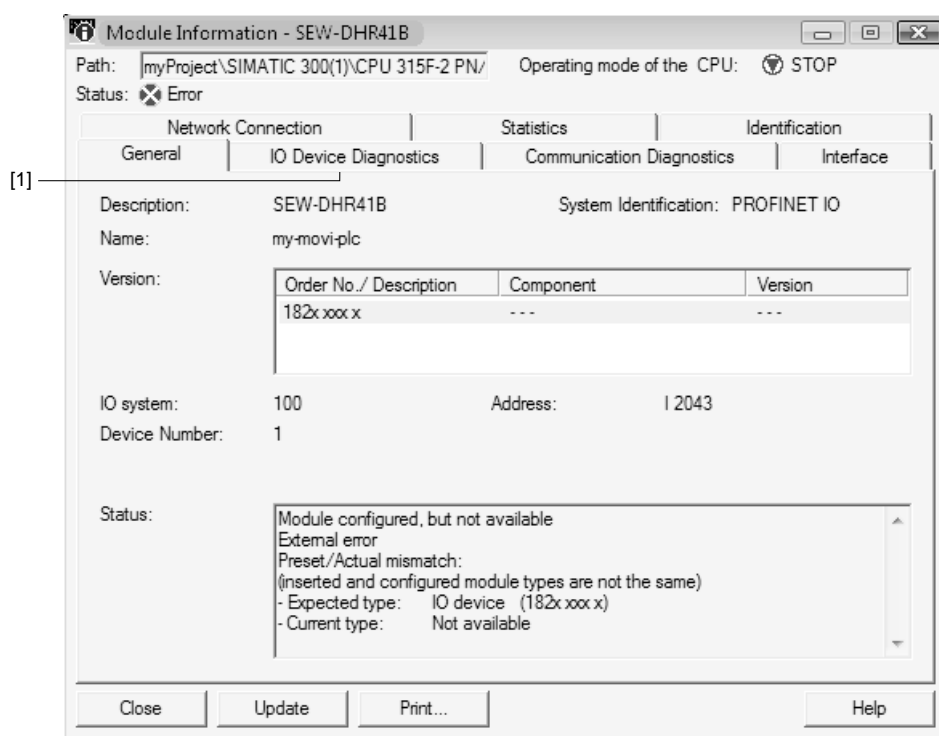 Module Information - SEW-DHR41B
Path: myProject\SIMATIC 300(1)\CPU 315F-2 PN/ Operating mode of the CPU: STOP
Status: Error
Network Connection Statistics Identification
General IO Device Diagnostics Communication Diagnostics Interface
[1]
Description: SEW-DHR41B System Identification: PROFINET IO
Name: my-movi-plc
Version: Order No./ Description Component Version
182x xxx x - - - - - -
IO system: 100 Address: I 2043
Device Number: 1
Status: Module configured, but not available
External error
Preset/Actual mismatch:
(inserted and configured module types are not the same)
- Expected type: IO device (182x xxx x)
- Current type: Not available
Close Update Print... Help